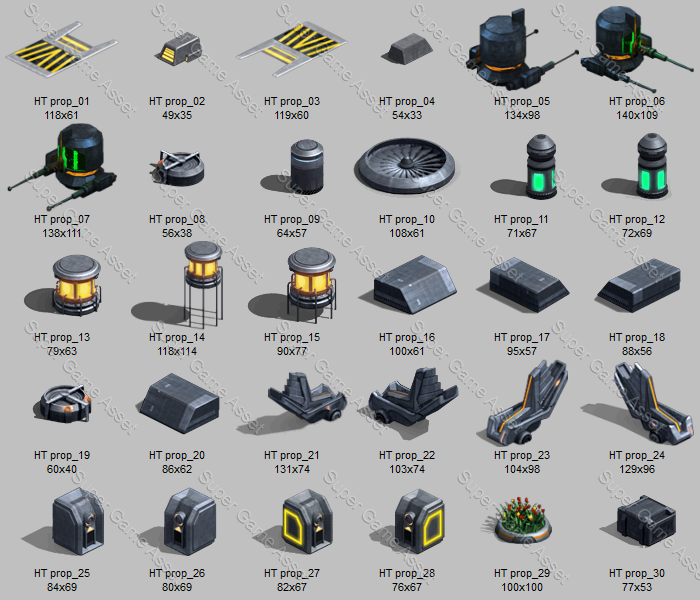 HT prop_01 HT prop_02 HT prop_03 HT prop_04 HT prop_05 HT prop_06
118x61 49x35 119x60 54x33 134x98 140x109
HT prop_07 HT prop_08 HT prop_09 HT prop_10 HT prop_11 HT prop_12
138x111 56x38 64x57 108x61 71x67 72x69
HT prop_13 HT prop_14 HT prop_15 HT prop_16 HT prop_17 HT prop_18
79x63 118x114 90x77 100x61 95x57 88x56
HT prop_19 HT prop_20 HT prop_21 HT prop_22 HT prop_23 HT prop_24
60x40 86x62 131x74 103x74 104x98 129x96
HT prop_25 HT prop_26 HT prop_27 HT prop_28 HT prop_29 HT prop_30
84x69 80x69 82x67 76x67 100x100 77x53
Super Game Asset